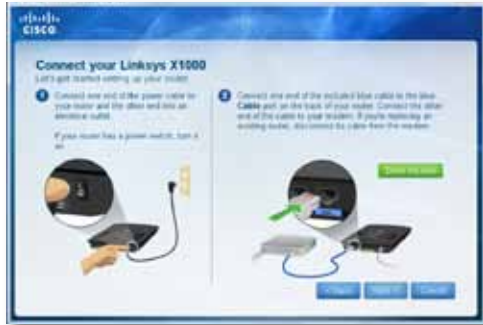 CISCO
Connect your Linksys X1000
Let's get started setting up your router.
1 Connect one end of the power cable to
your router and the other end into an
electrical outlet.
If your router has a power switch, turn it
on.
2 Connect one end of the included blue cable to the blue
Cable port on the back of your router. Connect the other
end of the cable to your modem. If you're replacing an
existing router, disconnect its cable from the modem.
Cancel